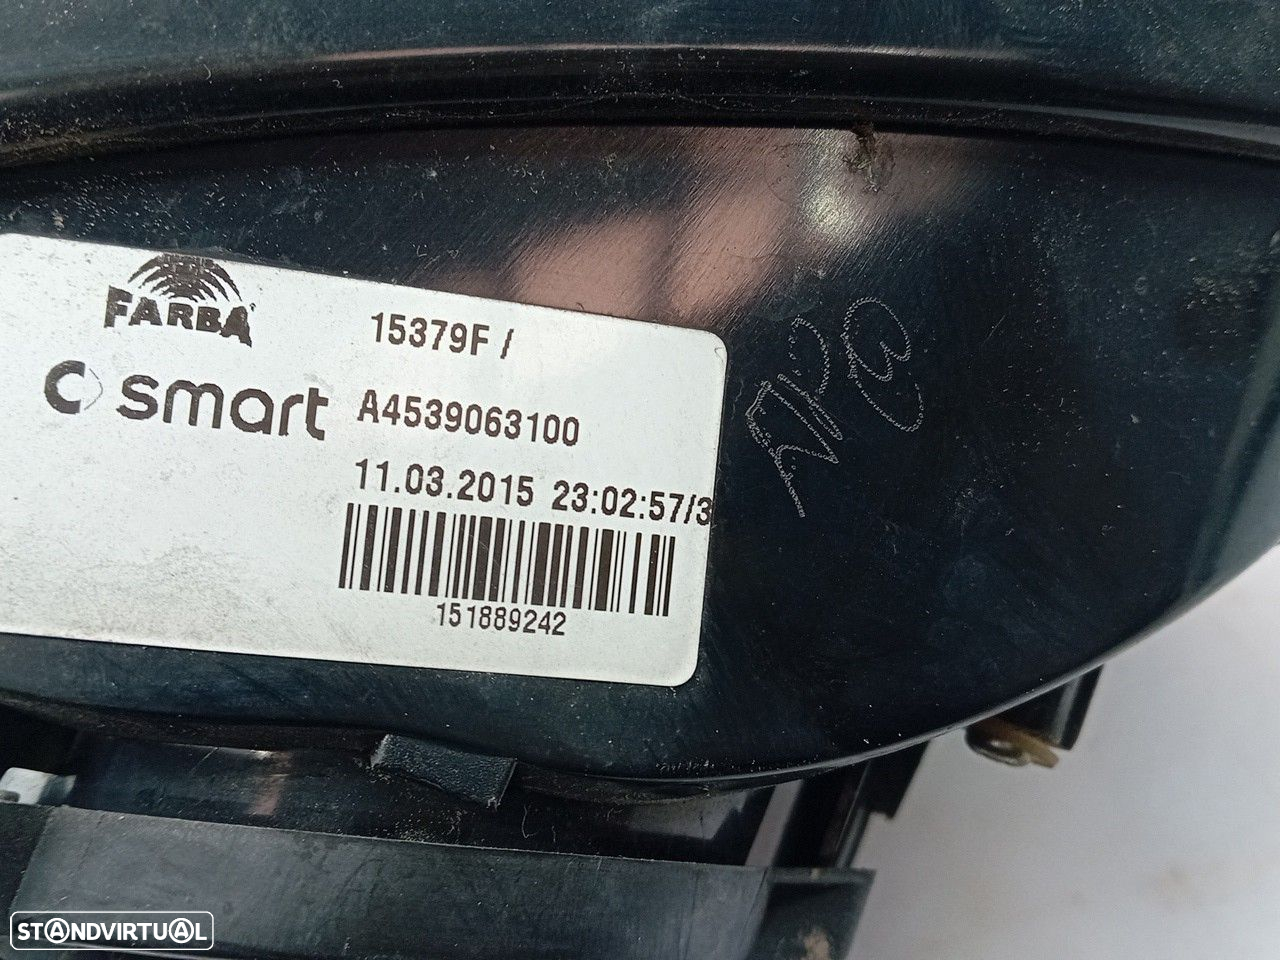 FARBA
15379F /
smart
A4539063100
11.03.2015 23:02:57/3
151889242
STANDVIRTUAL